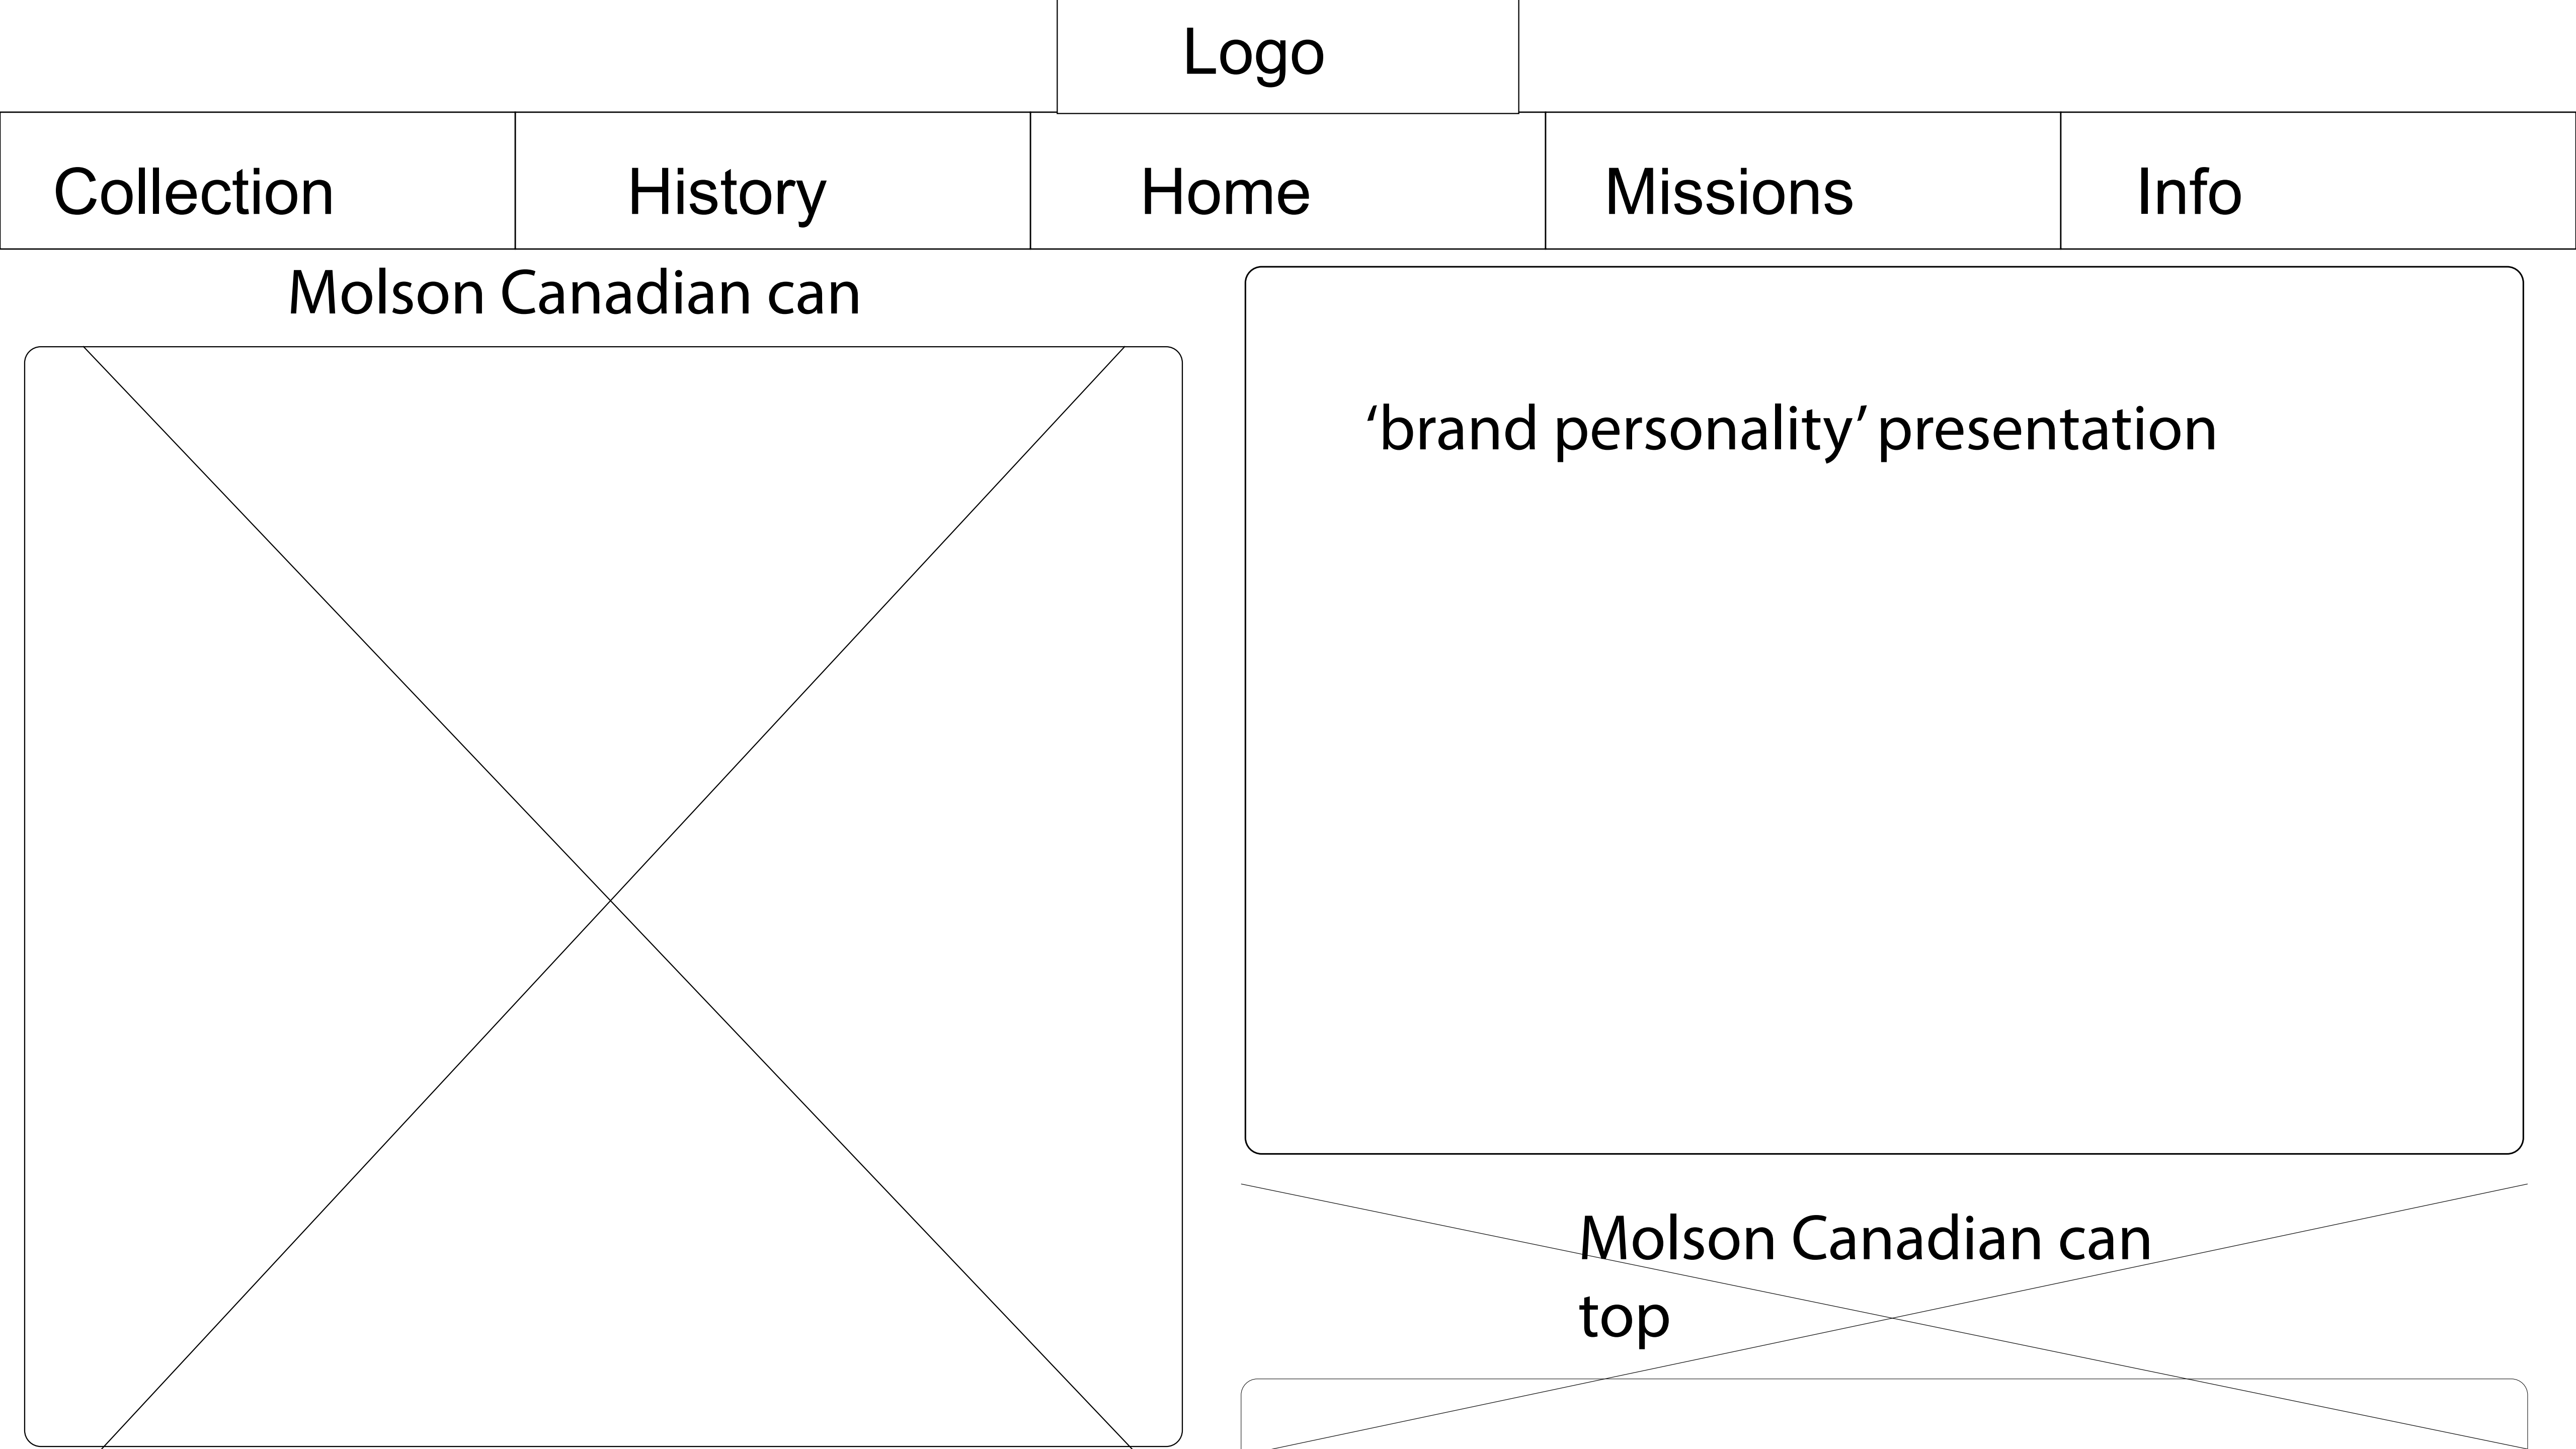 Logo
Collection
History
Home
Missions
Info
Molson Canadian can
‘brand personality’ presentation
Molson Canadian can
top